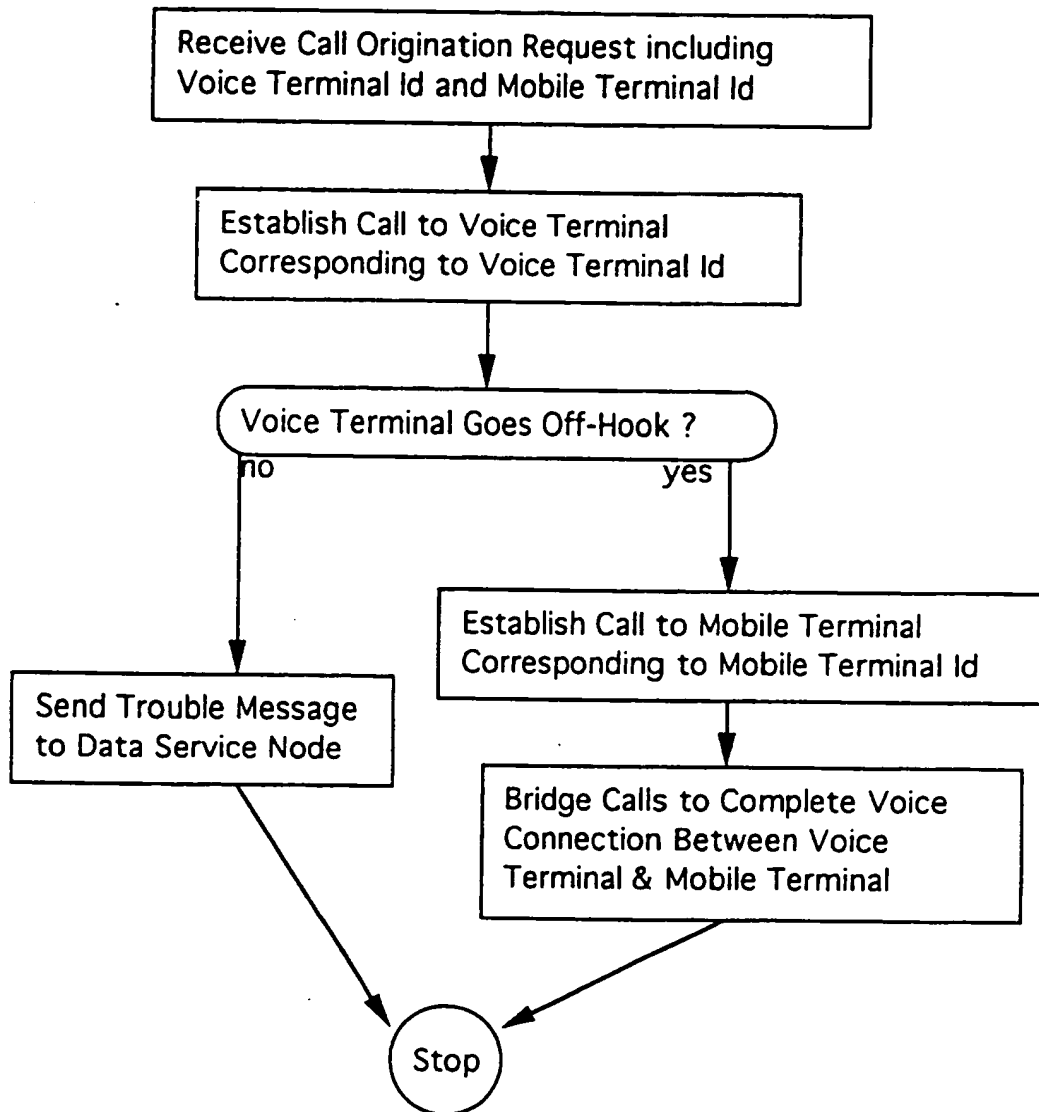 Receive Call Origination Request including
Voice Terminal Id and Mobile Terminal Id
Establish Call to Voice Terminal
Corresponding to Voice Terminal Id
Voice Terminal Goes Off-Hook ?
no
yes
Establish Call to Mobile Terminal
Corresponding to Mobile Terminal Id
Send Trouble Message
to Data Service Node
Bridge Calls to Complete Voice
Connection Between Voice
Terminal & Mobile Terminal
Stop